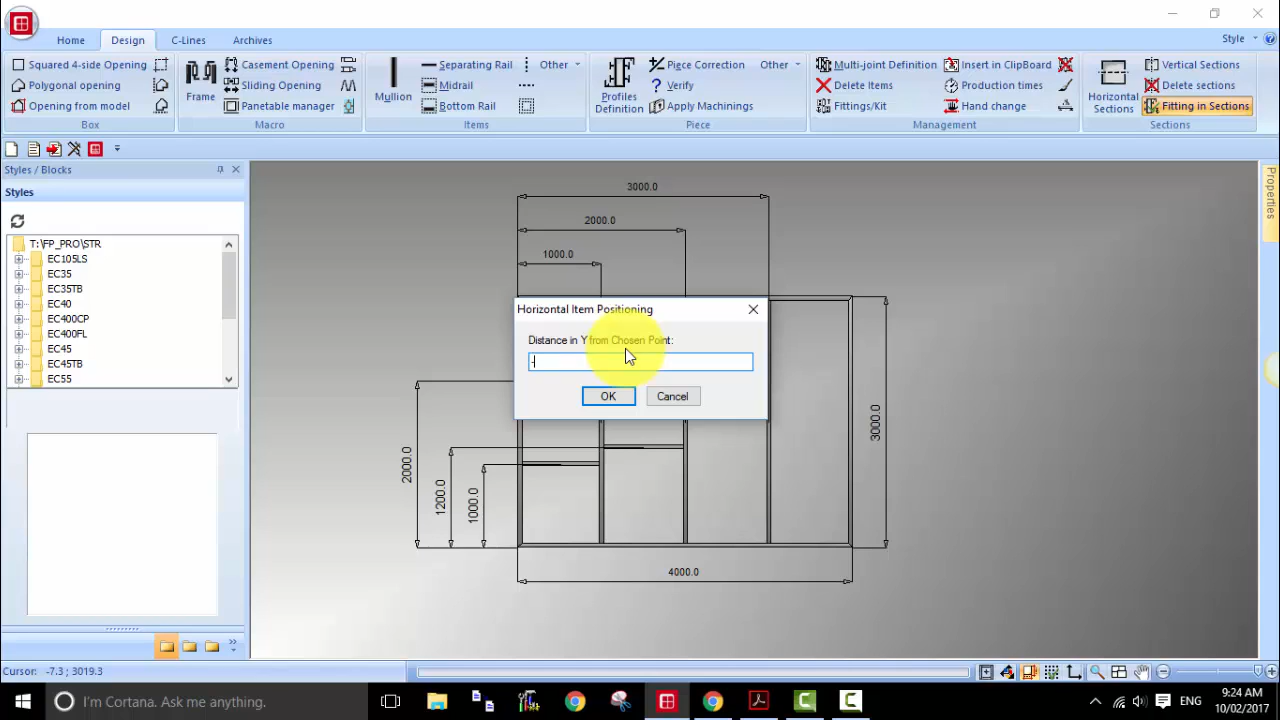 Home
Design
C-Lines
Archives
Style
Squared 4-side Opening
Polygonal opening
Opening from model
Box
Frame
Casement Opening
Sliding Opening
Panetable manager
Macro
Mullion
Separating Rail
Midrail
Bottom Rail
Other
Items
Profiles
Definition
Piece Correction
Verify
Apply Machinings
Other
Piece
Multi-joint Definition
Delete Items
Fittings/Kit
Insert in ClipBoard
Production times
Hand change
Management
Horizontal
Sections
Vertical Sections
Delete sections
Fitting in Sections
Sections
Styles / Blocks
Styles
T:\FP_PRO\STR
EC105LS
EC35
EC35TB
EC40
EC400CP
EC400FL
EC45
EC45TB
EC55
Properties
3000.0
2000.0
1000.0
Horizontal Item Positioning
Distance in Y from Chosen Point:
-
OK
Cancel
2000.0
1200.0
1000.0
3000.0
4000.0
Cursor: -7.3 ; 3019.3
I'm Cortana. Ask me anything.
ENG
9:24 AM
10/02/2017